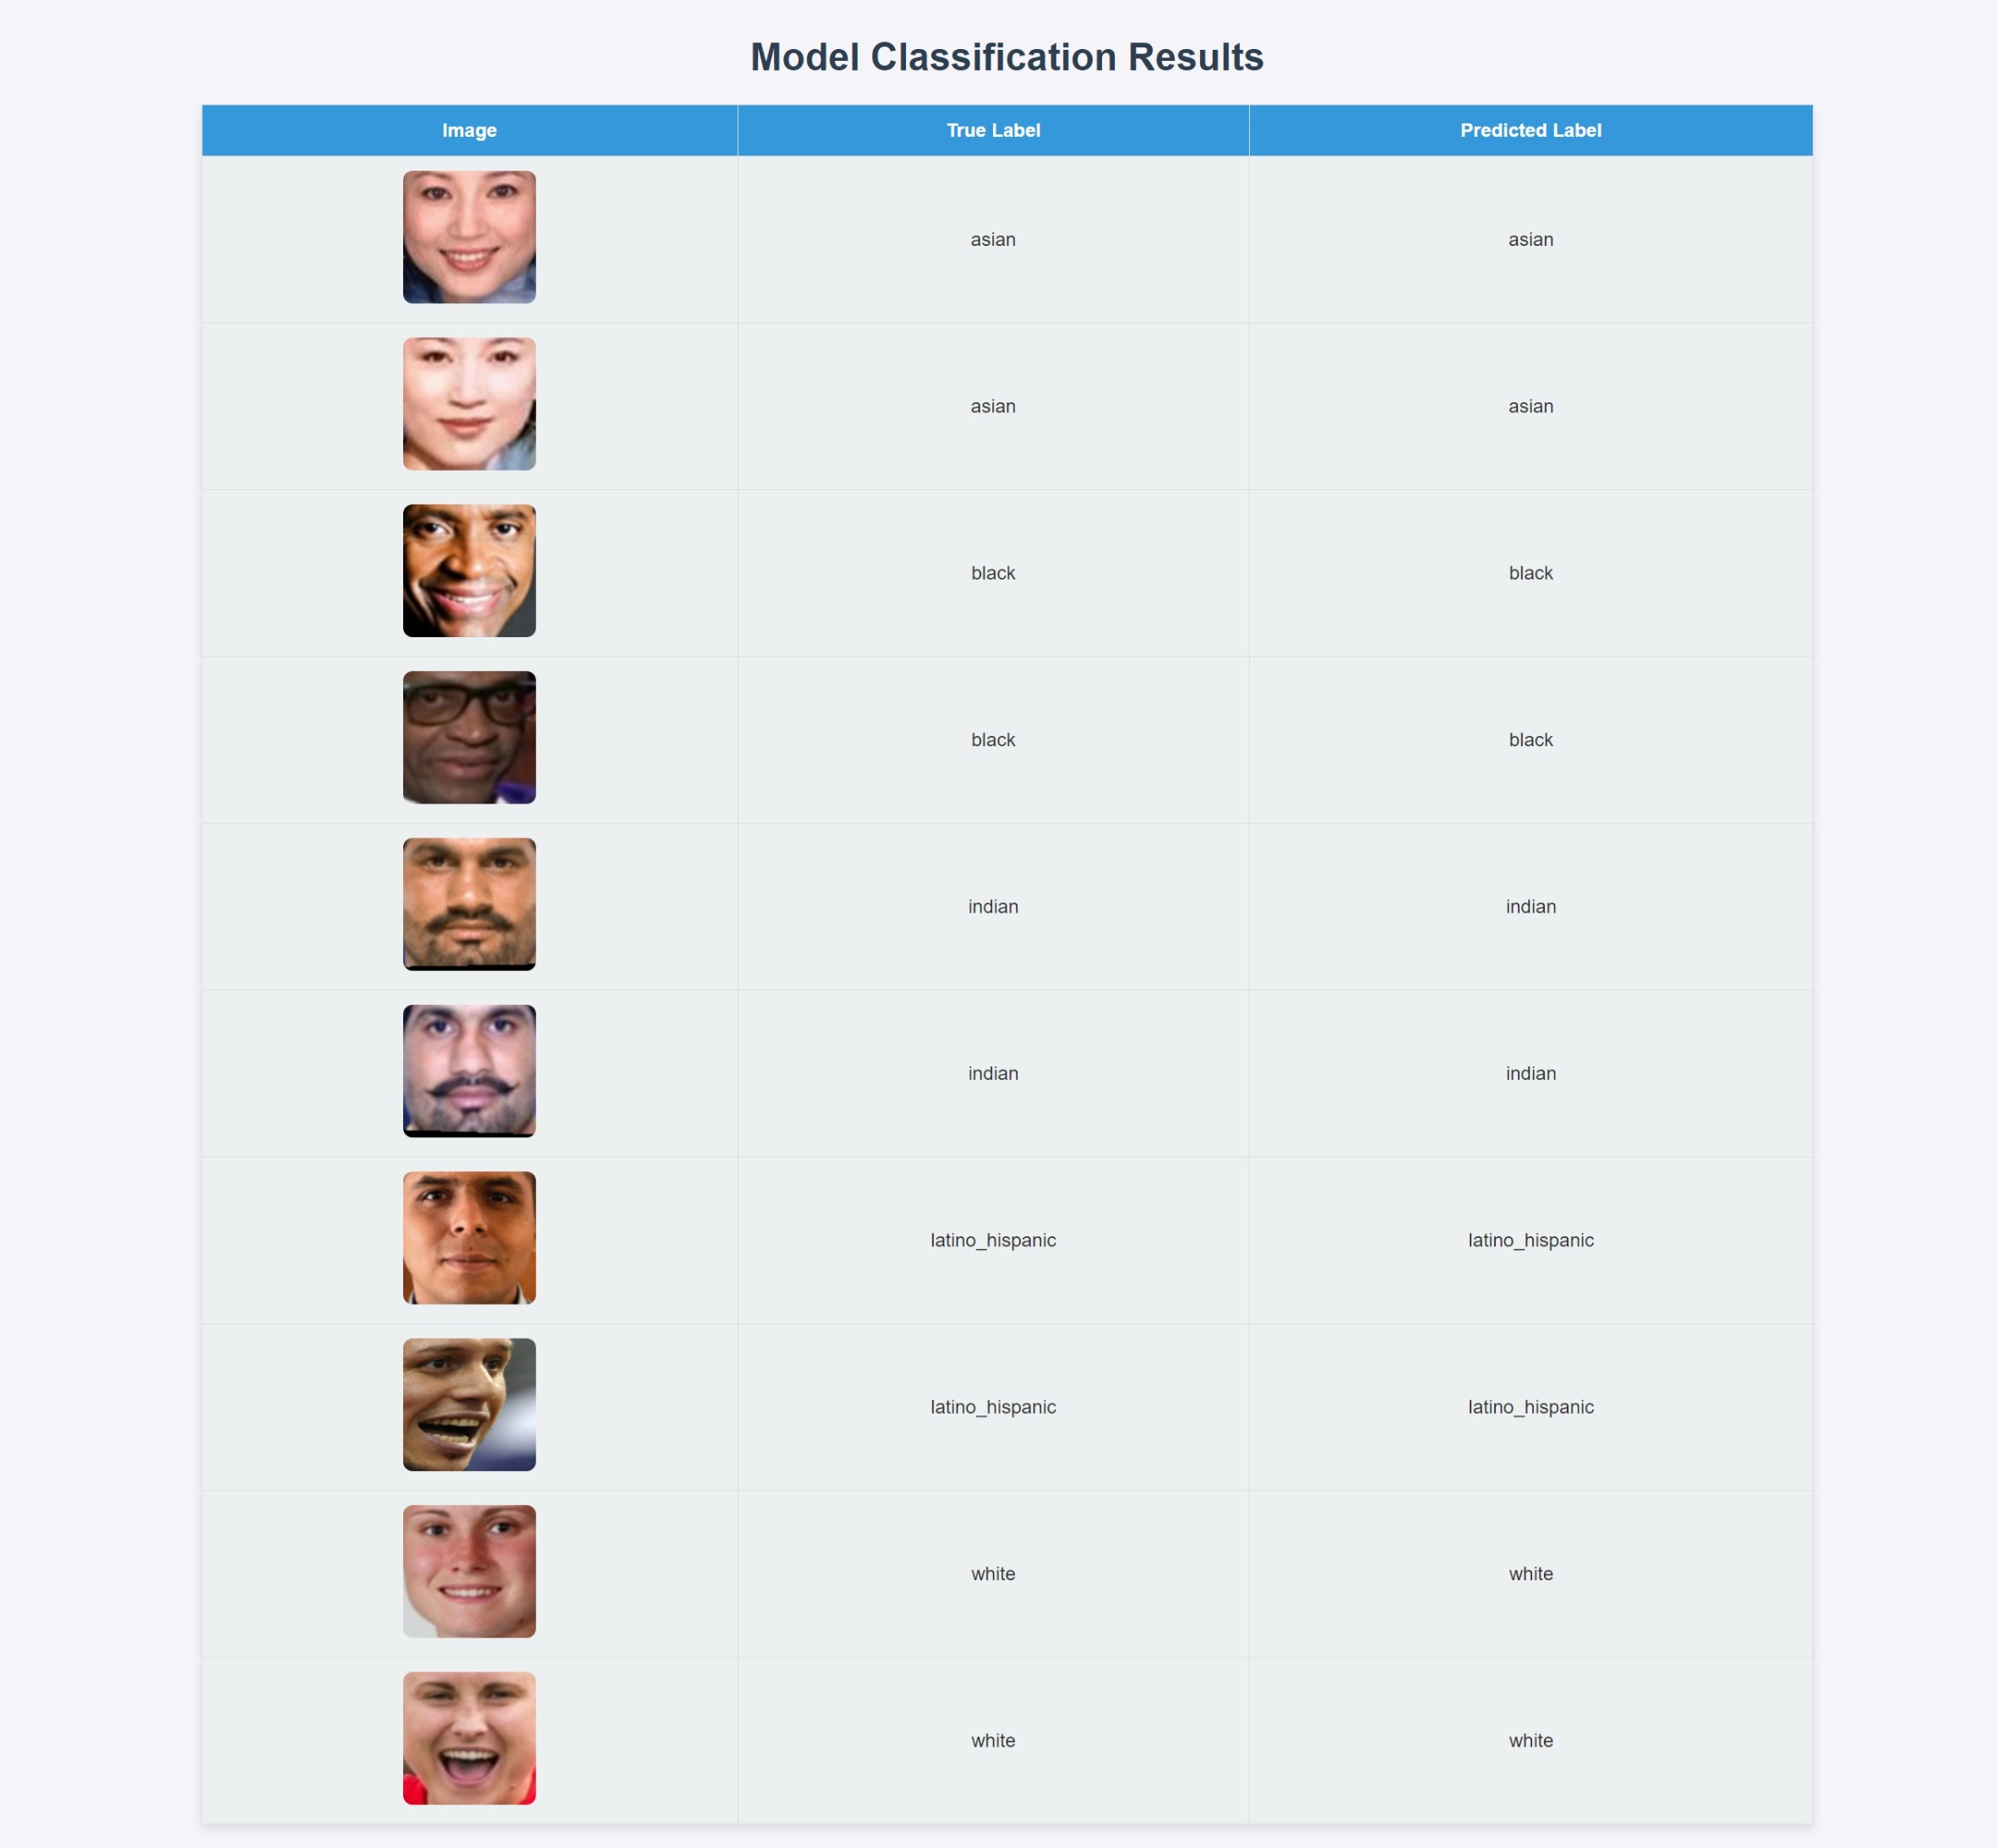 Model Classification Results
Image True Label Predicted Label
asian asian
asian asian
black black
black black
indian indian
indian indian
latino_hispanic latino_hispanic
latino_hispanic latino_hispanic
white white
white white